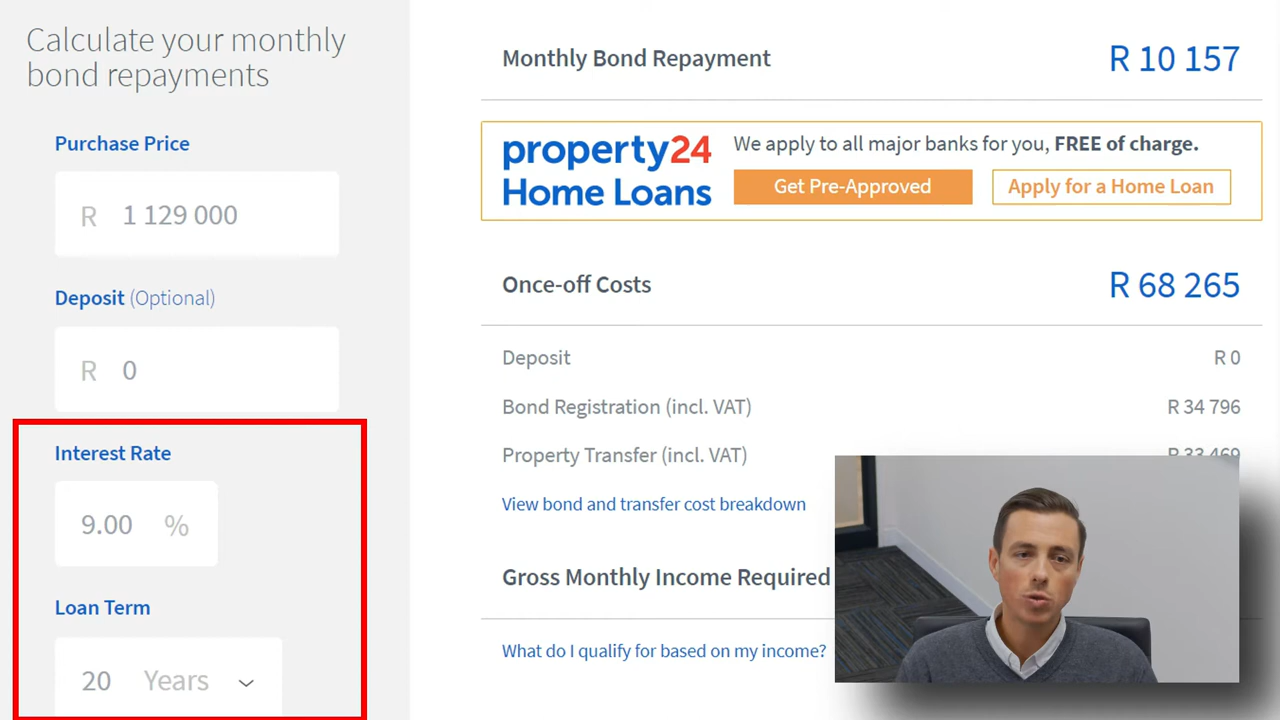 Calculate your monthly
bond repayments
Purchase Price
R 1 129 000
Deposit (Optional)
R 0
Interest Rate
9.00 %
Loan Term
20 Years
Monthly Bond Repayment R 10 157
property24
Home Loans
We apply to all major banks for you, FREE of charge.
Get Pre-Approved Apply for a Home Loan
Once-off Costs R 68 265
Deposit R 0
Bond Registration (incl. VAT) R 34 796
Property Transfer (incl. VAT) R 33 469
View bond and transfer cost breakdown
Gross Monthly Income Required
What do I qualify for based on my income?